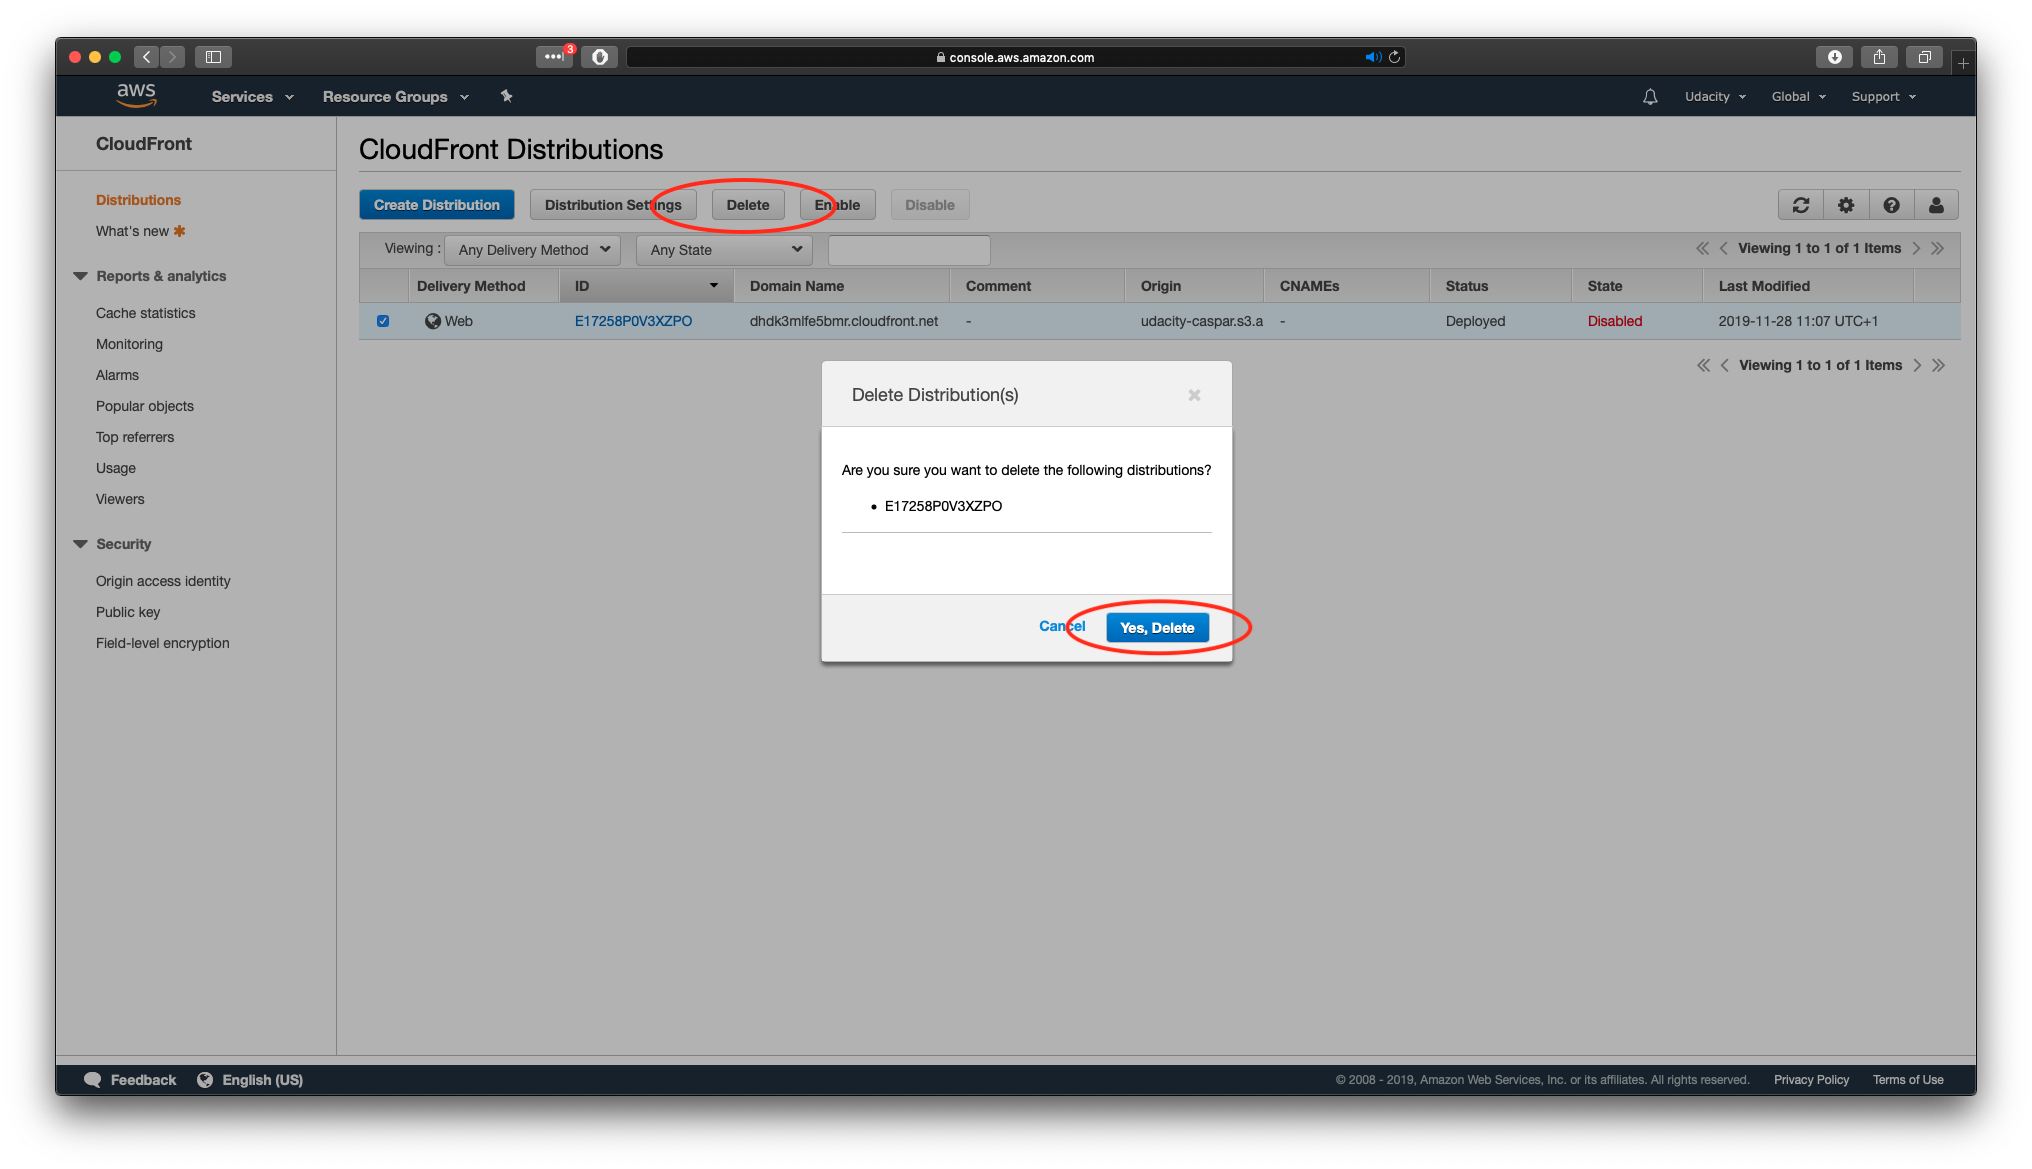 3
console.aws.amazon.com
aws Services Resource Groups Udacity Global Support
CloudFront
Distributions
What's new
Reports & analytics
Cache statistics
Monitoring
Alarms
Popular objects
Top referrers
Usage
Viewers
Security
Origin access identity
Public key
Field-level encryption
CloudFront Distributions
Create Distribution Distribution Settings Delete Enable Disable
Viewing : Any Delivery Method Any State Viewing 1 to 1 of 1 Items
Delivery Method ID Domain Name Comment Origin CNAMEs Status State Last Modified
Web E17258P0V3XZPO dhdk3mlfe5bmr.cloudfront.net - udacity-caspar.s3.a - Deployed Disabled 2019-11-28 11:07 UTC+1
Viewing 1 to 1 of 1 Items
Delete Distribution(s)
Are you sure you want to delete the following distributions?
• E17258P0V3XZPO
Cancel Yes, Delete
Feedback English (US) © 2008 - 2019, Amazon Web Services, Inc. or its affiliates. All rights reserved. Privacy Policy Terms of Use